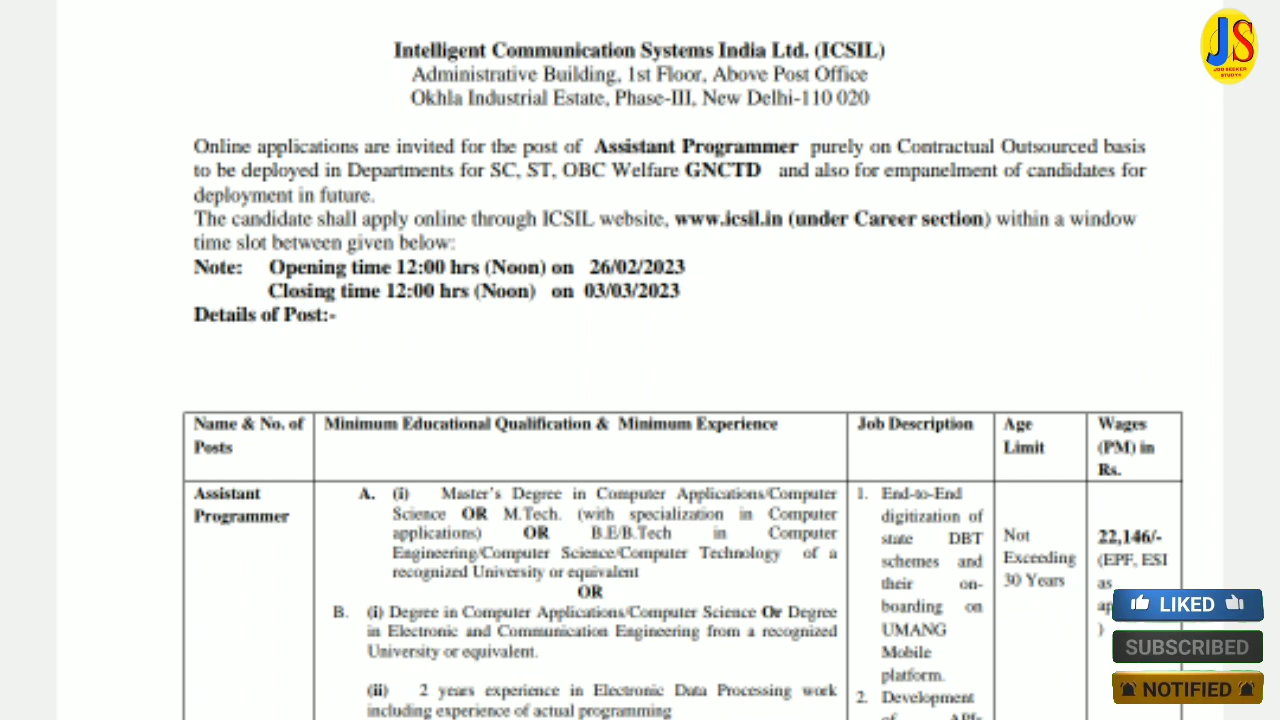 Intelligent Communication Systems India Ltd. (ICSIL)
Administrative Building, 1st Floor, Above Post Office
Okhla Industrial Estate, Phase-III, New Delhi-110 020
JS
JOB SEEKER
STUDY4
Online applications are invited for the post of Assistant Programmer purely on Contractual Outsourced basis
to be deployed in Departments for SC, ST, OBC Welfare GNCTD and also for empanelment of candidates for
deployment in future.
The candidate shall apply online through ICSIL website, www.icsil.in (under Career section) within a window
time slot between given below:
Note: Opening time 12:00 hrs (Noon) on 26/02/2023
Closing time 12:00 hrs (Noon) on 03/03/2023
Details of Post:-
Name & No. of
Posts
Minimum Educational Qualification & Minimum Experience
Job Description
Age
Limit
Wages
(PM) in
Rs.
Assistant
Programmer
A. (i) Master's Degree in Computer Applications/Computer
Science OR M.Tech. (with specialization in Computer
applications) OR B.E/B.Tech in Computer
Engineering/Computer Science/Computer Technology of a
recognized University or equivalent
OR
B. (i) Degree in Computer Applications/Computer Science Or Degree
in Electronic and Communication Engineering from a recognized
University or equivalent.
(ii) 2 years experience in Electronic Data Processing work
including experience of actual programming
1. End-to-End
digitization of
state DBT
schemes and
their on-
boarding on
UMANG
Mobile
platform.
2. Development
of APIs
Not
Exceeding
30 Years
22,146/-
(EPF, ESI
as
ap
)
LIKED
SUBSCRIBED
NOTIFIED